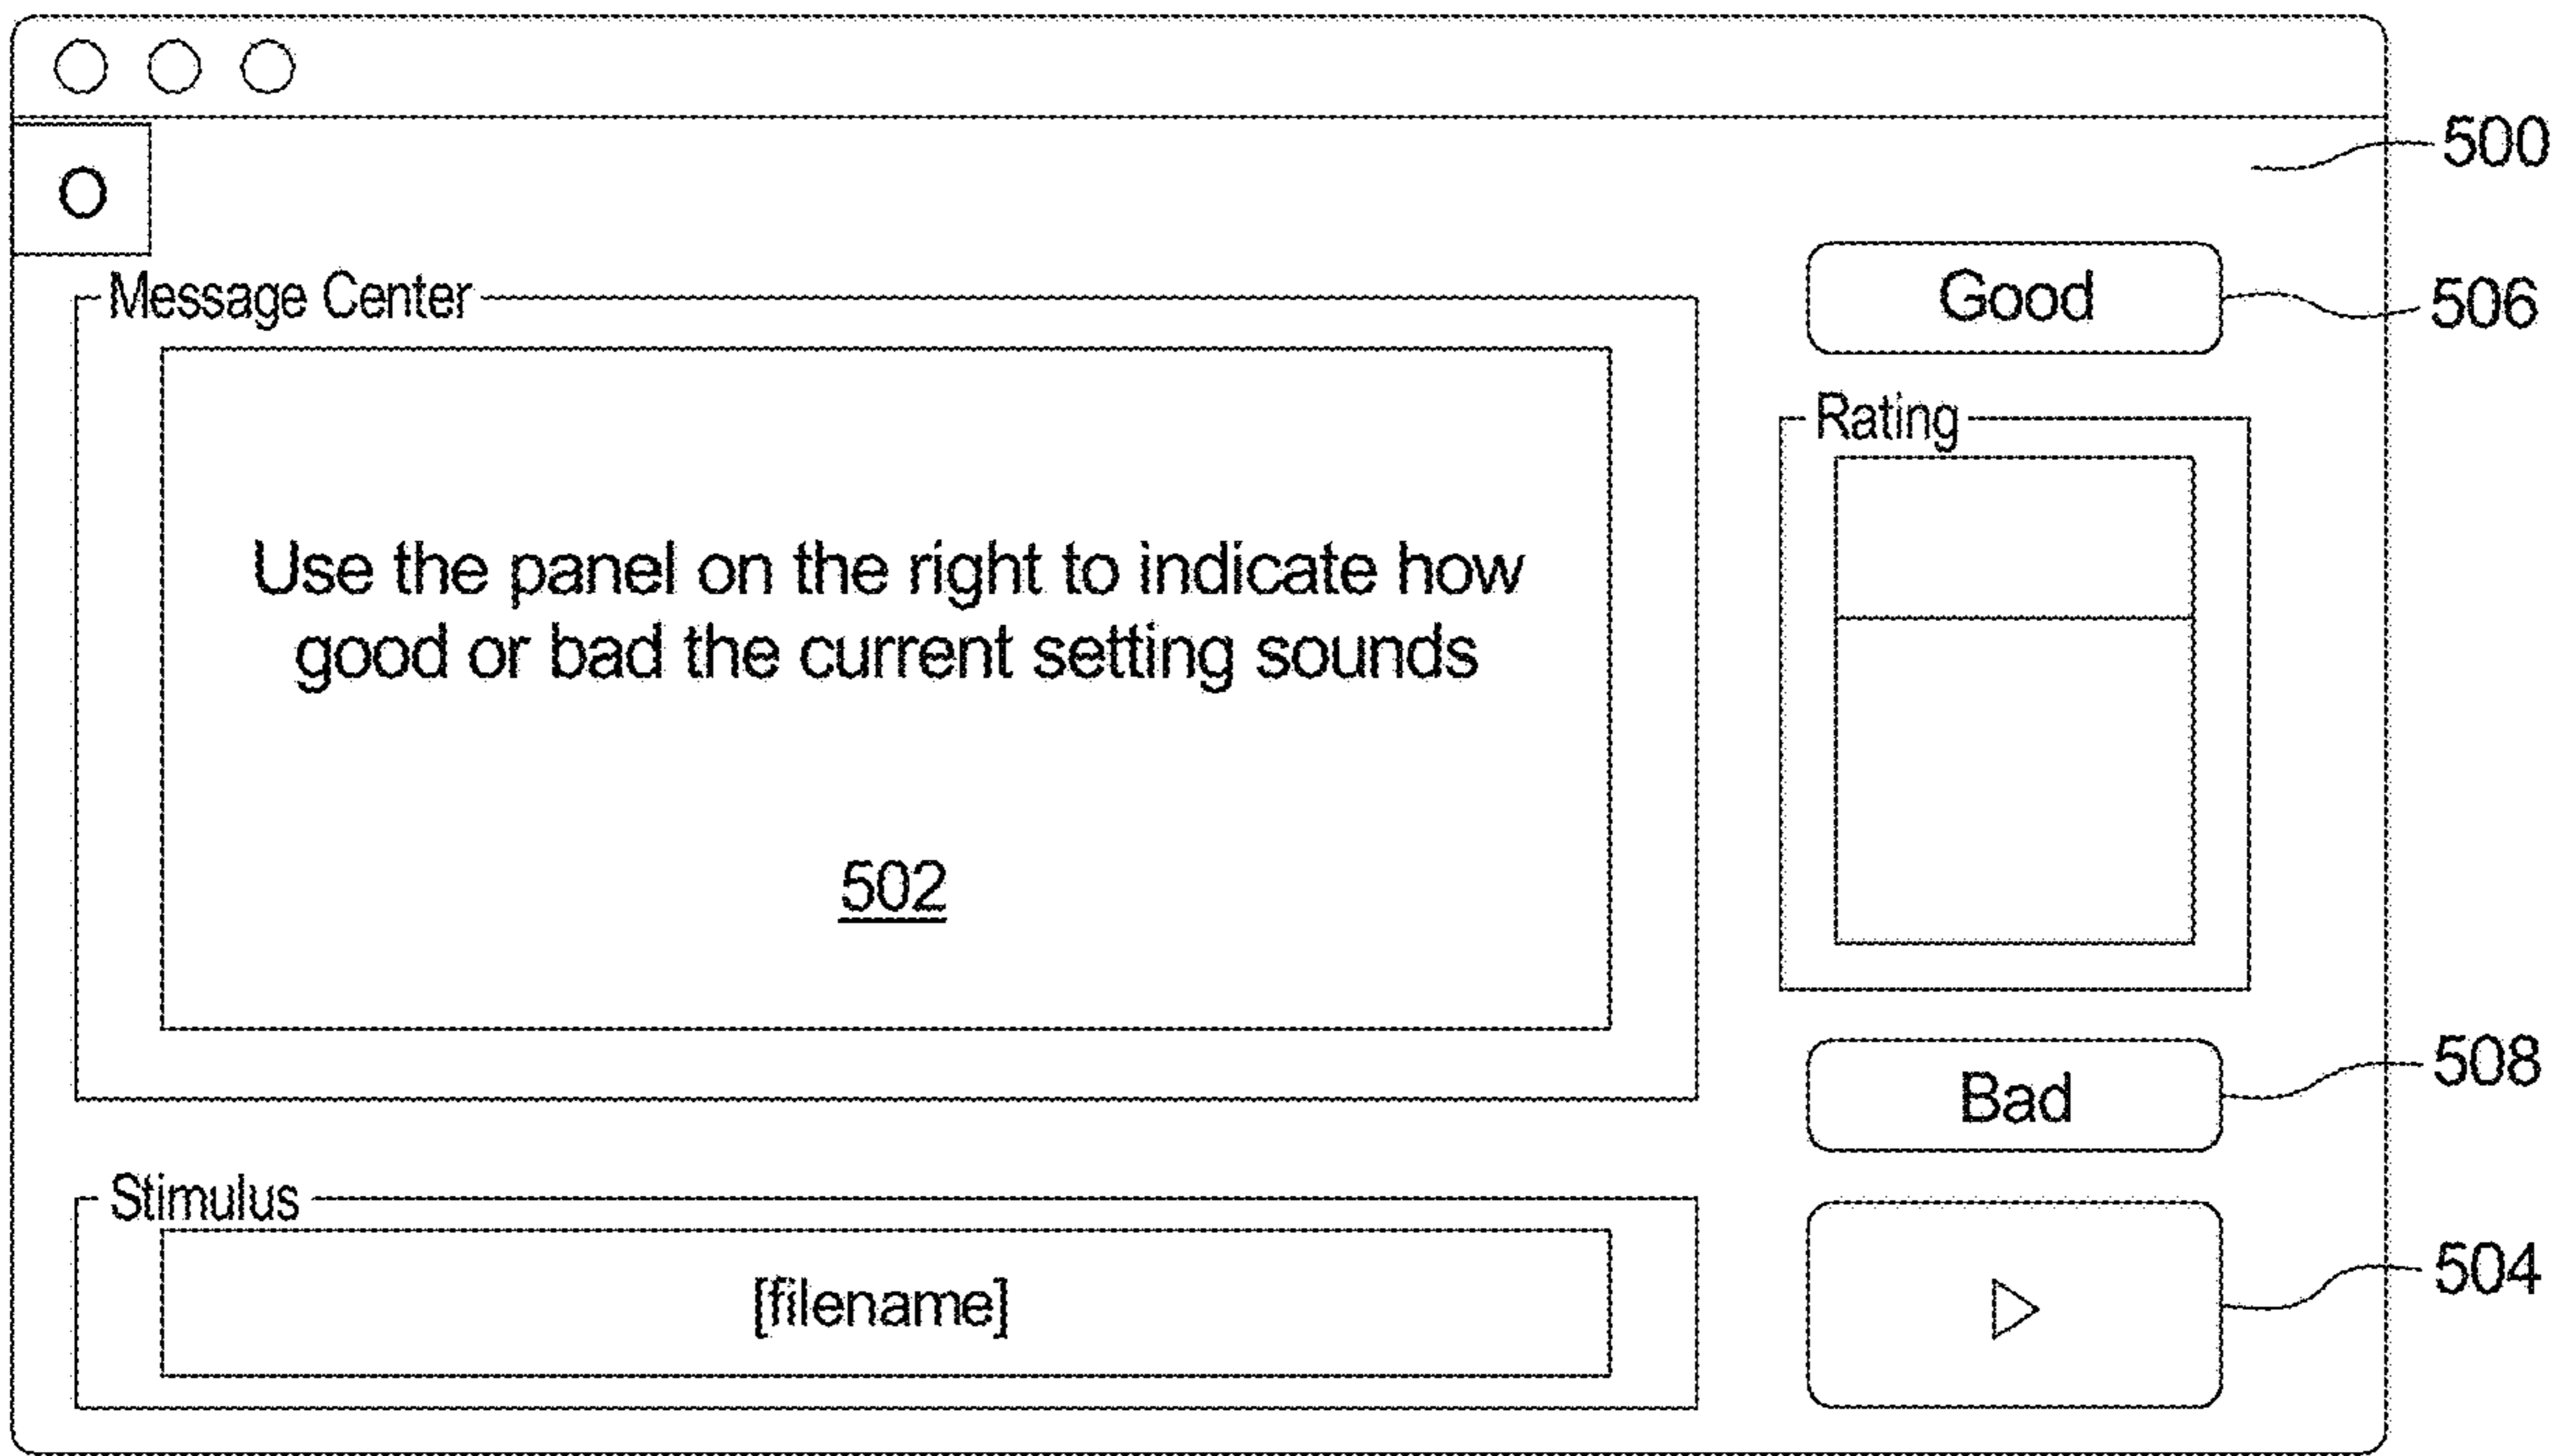 O
500
Message Center
Good
506
Rating
Use the panel on the right to indicate how
good or bad the current setting sounds
502
Bad
508
Stimulus
[filename]
504